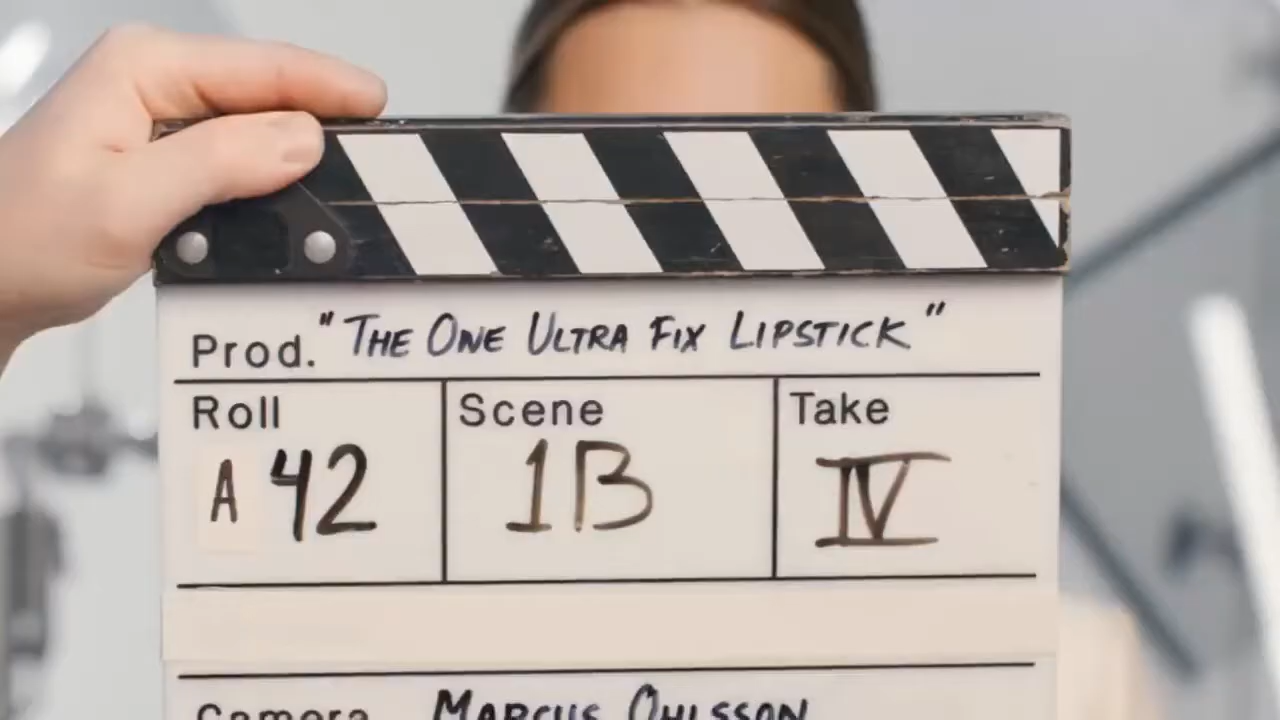 Prod. "THE ONE ULTRA FIX LIPSTICK"
Roll Scene Take
A 42 1B IV
Camera MARCUS OHLSSON